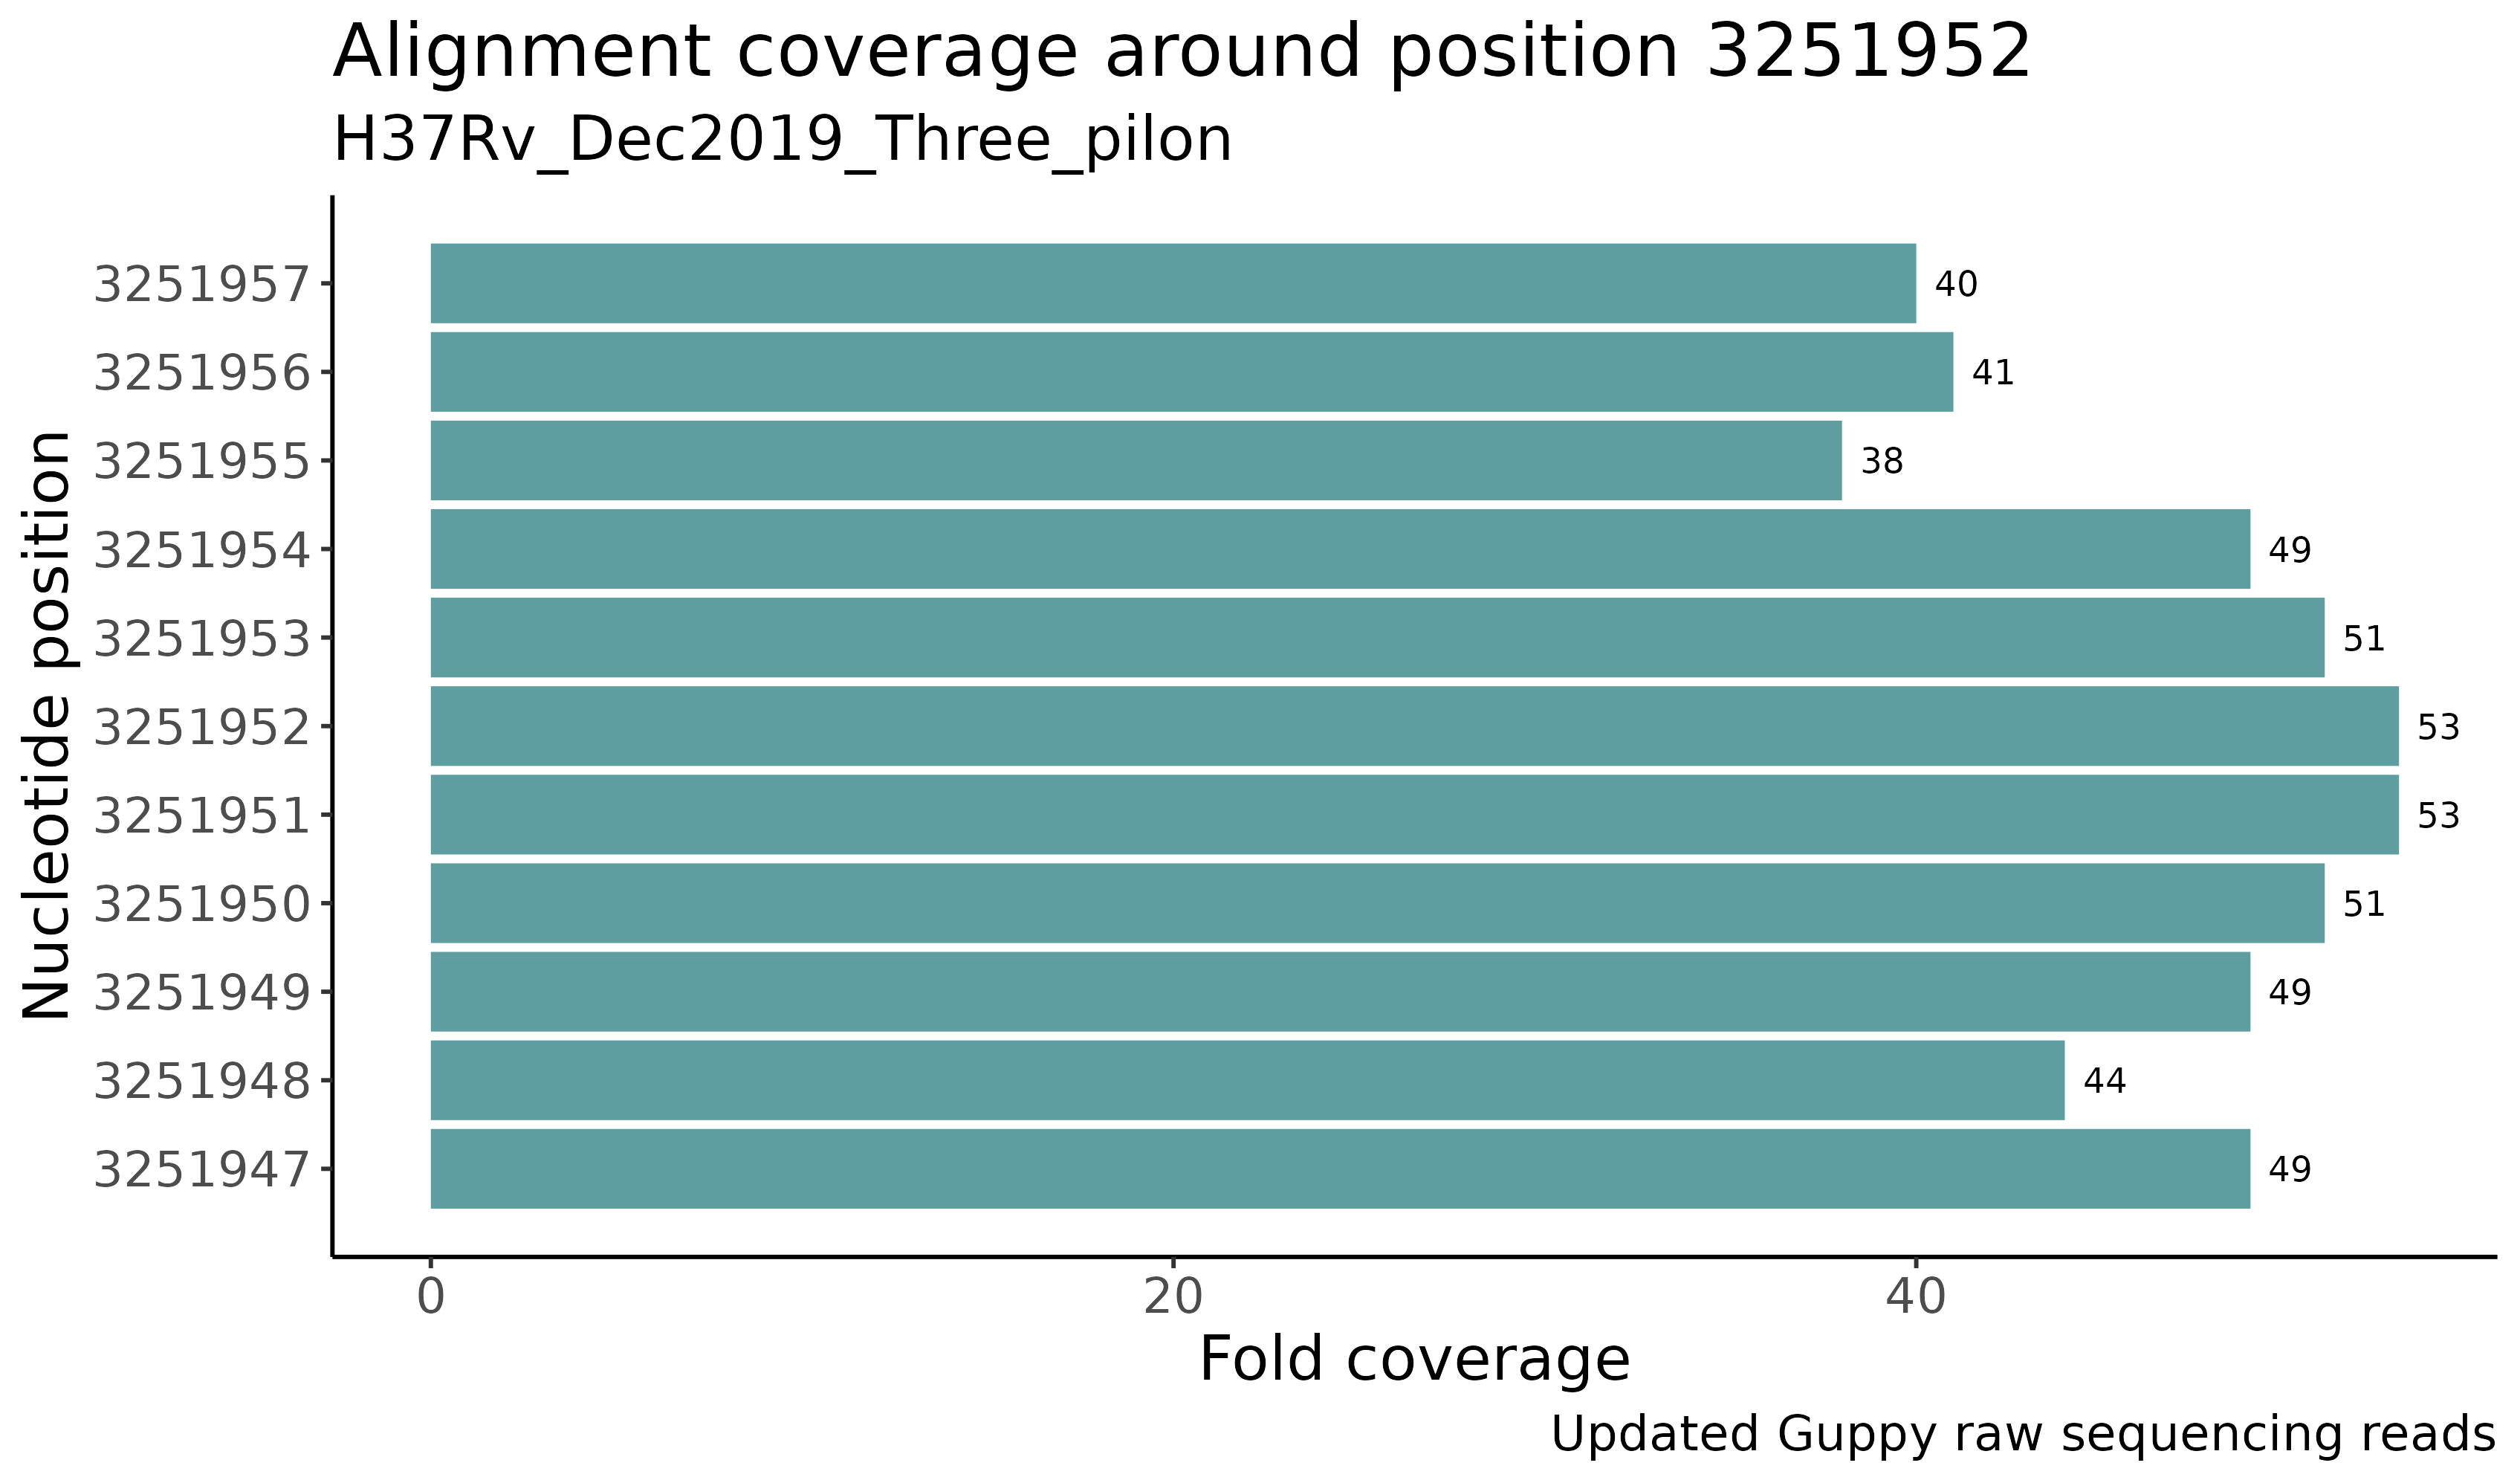 Alignment coverage around position 3251952
H37Rv_Dec2019_Three_pilon
Nucleotide position
3251957 40
3251956 41
3251955 38
3251954 49
3251953 51
3251952 53
3251951 53
3251950 51
3251949 49
3251948 44
3251947 49
0 20 40
Fold coverage
Updated Guppy raw sequencing reads